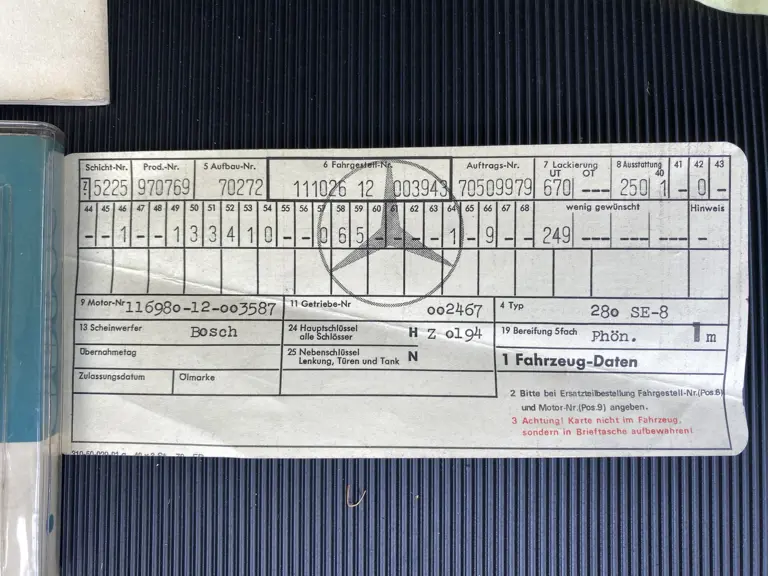 Schicht-Nr. Prod.-Nr. 5 Aufbau-Nr. 6 Fahrgestell-Nr. Auftrags-Nr. 7 Lackierung UT OT 8 Ausstattung 40 41 42 43
5225 970769 70272 111026 12 003943 70509979 670 --- 250 1 - 0 -
44 45 46 47 48 49 50 51 52 53 54 55 56 57 58 59 60 61 62 63 64 65 66 67 68 wenig gewünscht Hinweis
- - 1 - - 1 3 3 4 1 0 - - 0 6 5 - - - - 1 - 9 - - 249 --- --- --- --- -
9 Motor-Nr 116980-12-003587 11 Getriebe-Nr 002467 4 Typ 280 SE-8
13 Scheinwerfer Bosch 24 Hauptschlüssel alle Schlösser H Z 0194 19 Bereifung 5fach Phön. m
Übernahmetag 25 Nebenschlüssel Lenkung, Türen und Tank N 1 Fahrzeug-Daten
Zulassungsdatum Ölmarke
2 Bitte bei Ersatzteilbestellung Fahrgestell-Nr.(Pos.6)
und Motor-Nr.(Pos.9) angeben.
3 Achtung! Karte nicht im Fahrzeug,
sondern in Brieftasche aufbewahren!